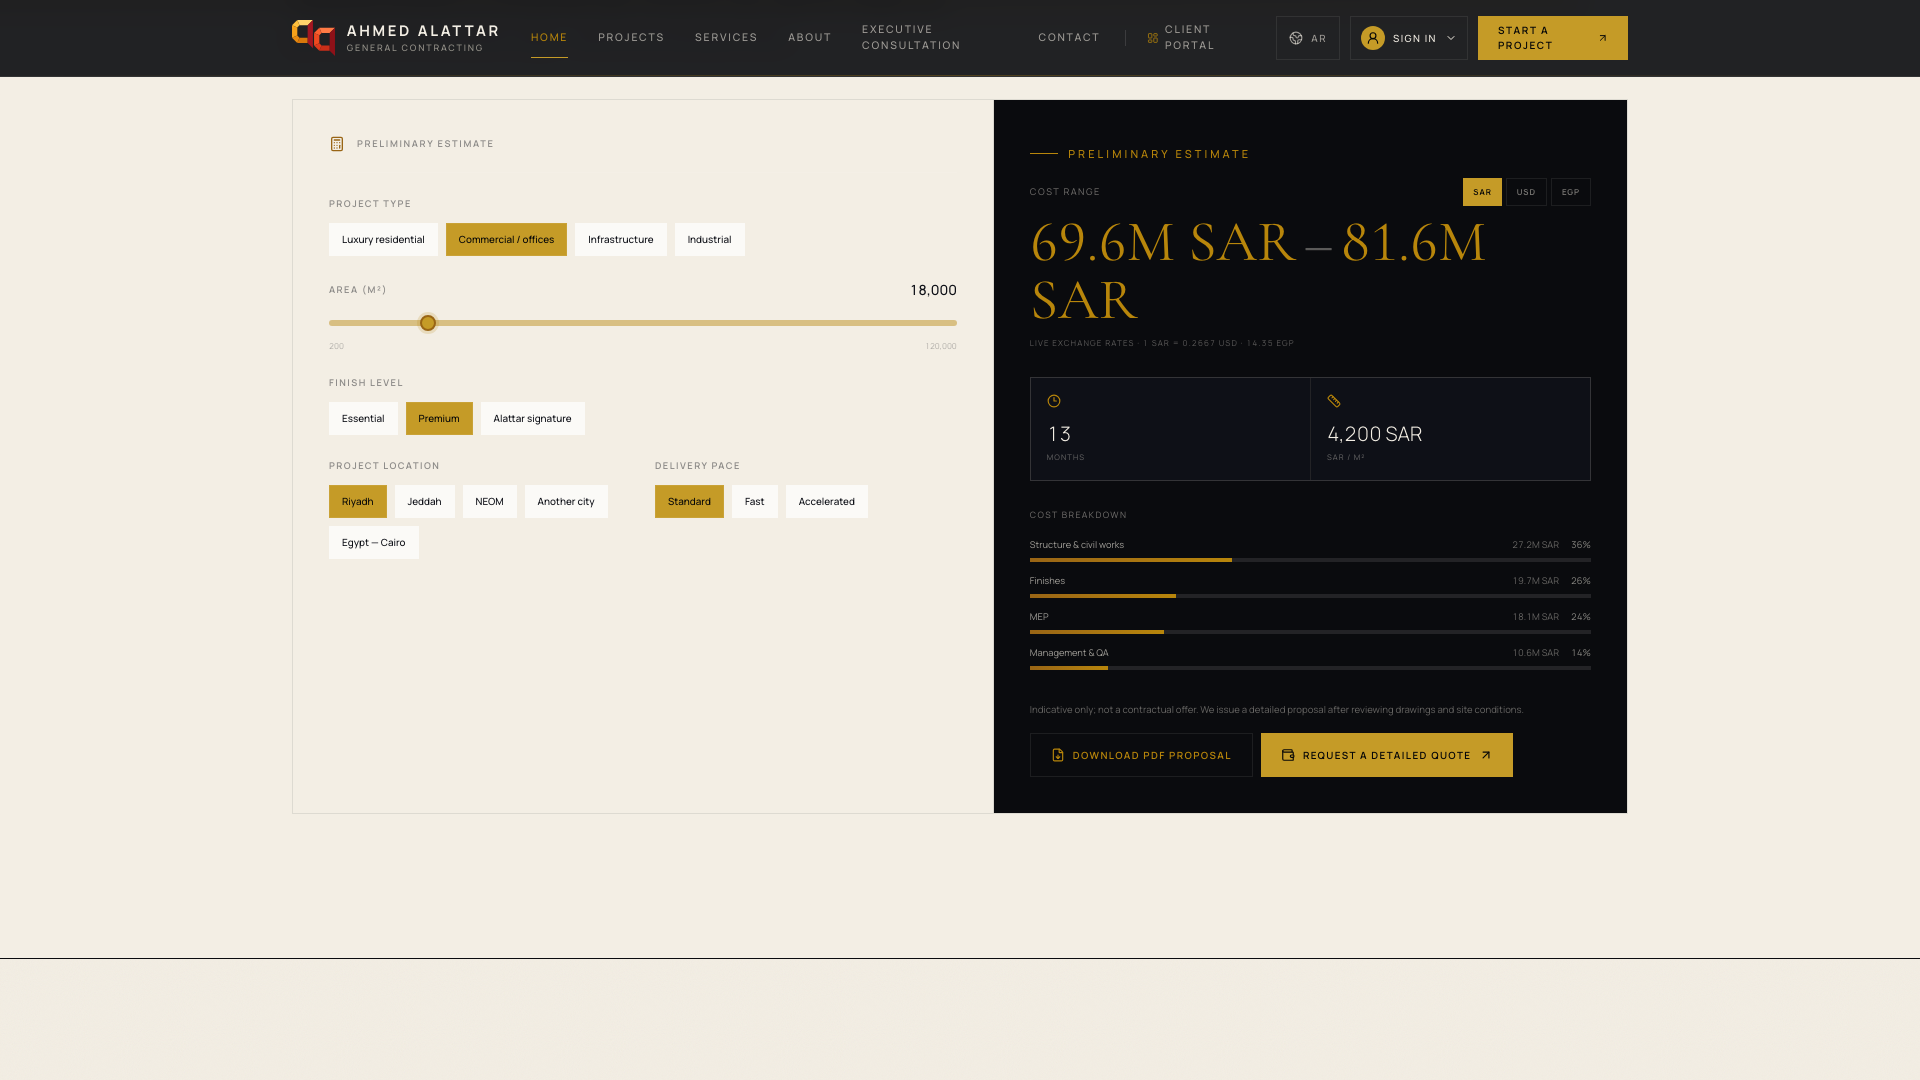 AHMED ALATTAR
GENERAL CONTRACTING
HOME
PROJECTS
SERVICES
ABOUT
EXECUTIVE
CONSULTATION
CONTACT
CLIENT
PORTAL
AR
SIGN IN
START A
PROJECT
PRELIMINARY ESTIMATE
PROJECT TYPE
Luxury residential
Commercial / offices
Infrastructure
Industrial
AREA (M²)
18,000
200
120,000
FINISH LEVEL
Essential
Premium
Alattar signature
PROJECT LOCATION
Riyadh
Jeddah
NEOM
Another city
Egypt — Cairo
DELIVERY PACE
Standard
Fast
Accelerated
PRELIMINARY ESTIMATE
COST RANGE
SAR
USD
EGP
69.6M SAR – 81.6M
SAR
LIVE EXCHANGE RATES · 1 SAR = 0.2667 USD · 14.35 EGP
13
MONTHS
4,200 SAR
SAR / M²
COST BREAKDOWN
Structure & civil works 27.2M SAR 36%
Finishes 19.7M SAR 26%
MEP 18.1M SAR 24%
Management & QA 10.6M SAR 14%
Indicative only; not a contractual offer. We issue a detailed proposal after reviewing drawings and site conditions.
DOWNLOAD PDF PROPOSAL
REQUEST A DETAILED QUOTE